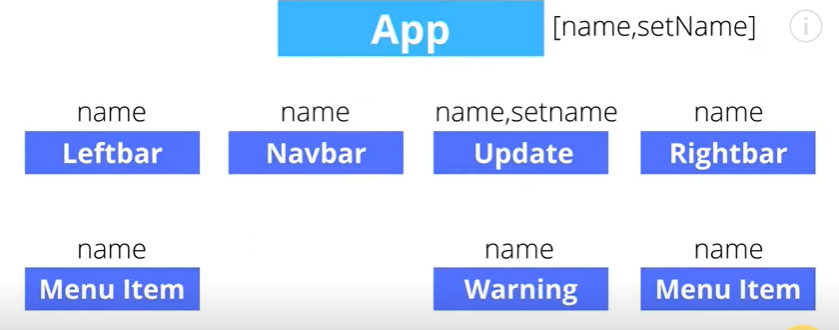 App [name,setName]
name name name,setname name
Leftbar Navbar Update Rightbar
name name name
Menu Item Warning Menu Item